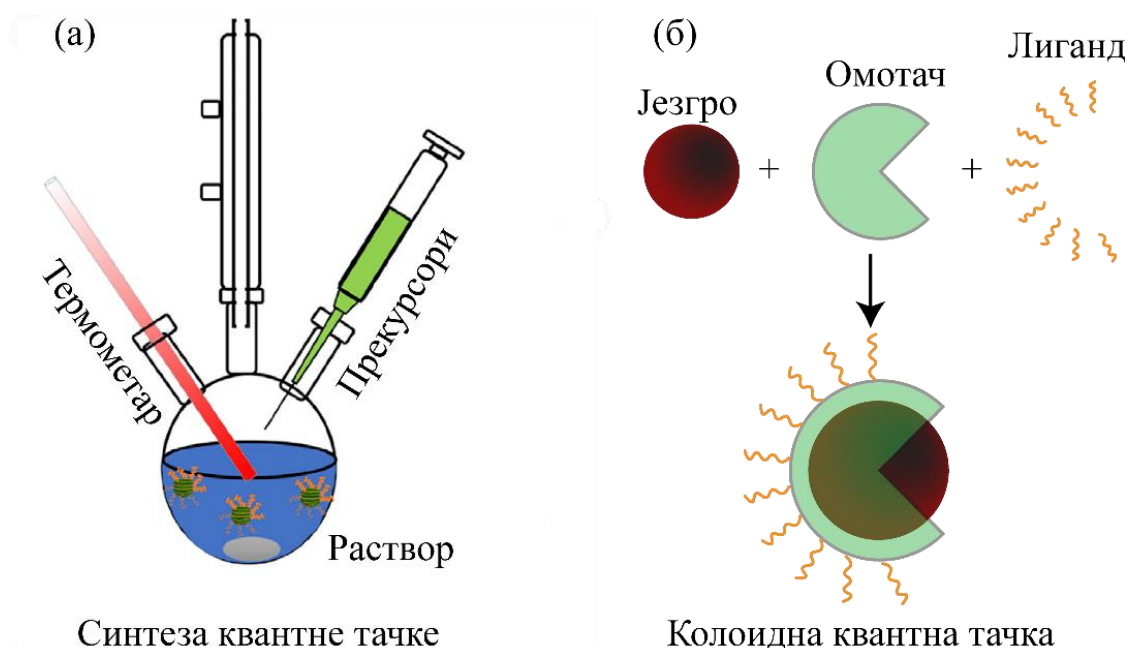 (а)
Термометар
Прекурсори
Раствор
Синтеза квантне тачке
(б)
Језгро
+
Омотач
+
Лиганд
Колоидна квантна тачка